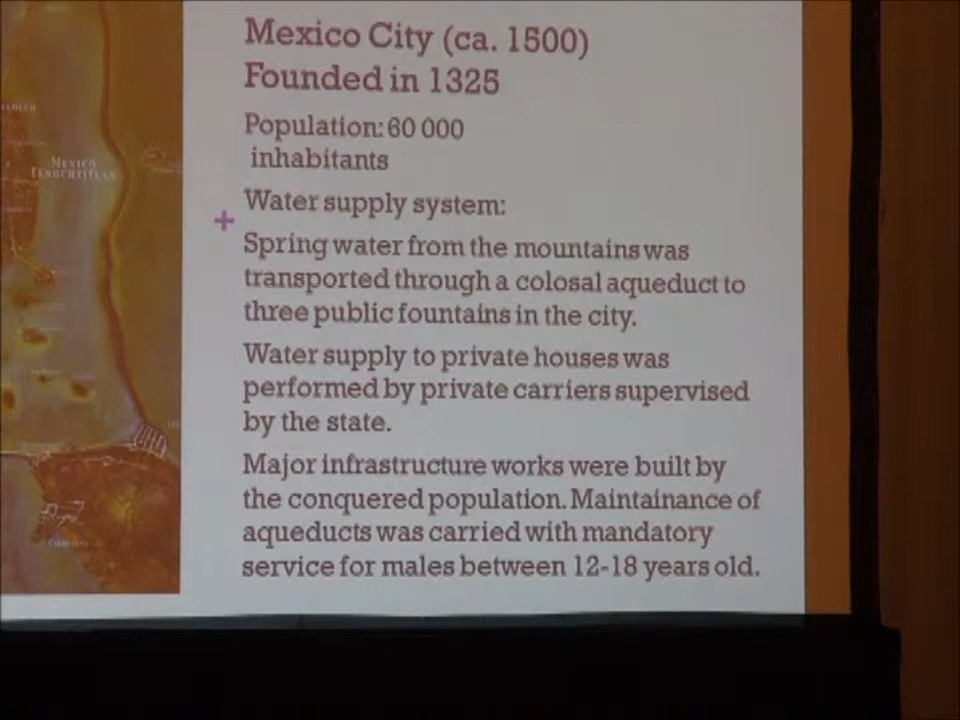 Mexico City (ca. 1500)
Founded in 1325
Population: 60 000
inhabitants
Water supply system:
+
Spring water from the mountains was
transported through a colosal aqueduct to
three public fountains in the city.
Water supply to private houses was
performed by private carriers supervised
by the state.
Major infrastructure works were built by
the conquered population. Maintainance of
aqueducts was carried with mandatory
service for males between 12-18 years old.
MEXICO
TENOCHTITLAN